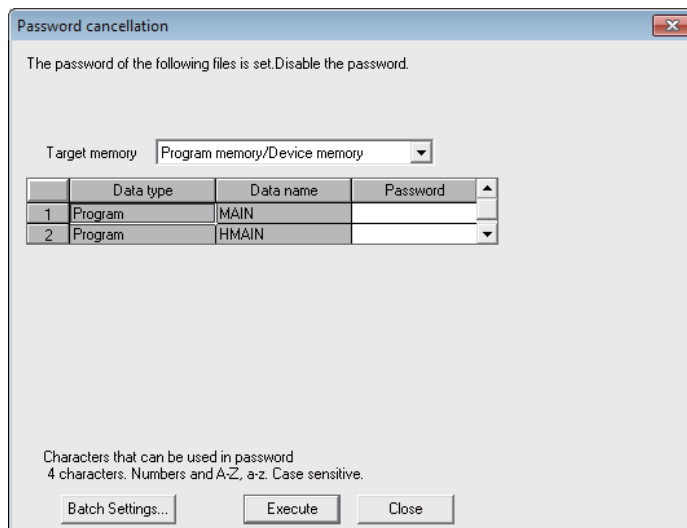 Password cancellation
The password of the following files is set.Disable the password.
Target memory Program memory/Device memory
Data type Data name Password
1 Program MAIN
2 Program HMAIN
Characters that can be used in password
4 characters. Numbers and A-Z, a-z. Case sensitive.
Batch Settings... Execute Close